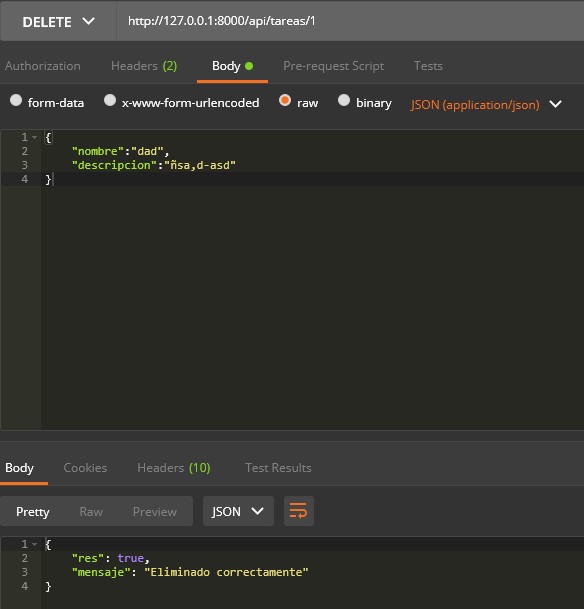 DELETE http://127.0.0.1:8000/api/tareas/1
Authorization Headers (2) Body Pre-request Script Tests
form-data x-www-form-urlencoded raw binary JSON (application/json)
1 {
2 "nombre":"dad",
3 "descripcion":"ñsa,d-asd"
4 }
Body Cookies Headers (10) Test Results
Pretty Raw Preview JSON
1 {
2 "res": true,
3 "mensaje": "Eliminado correctamente"
4 }